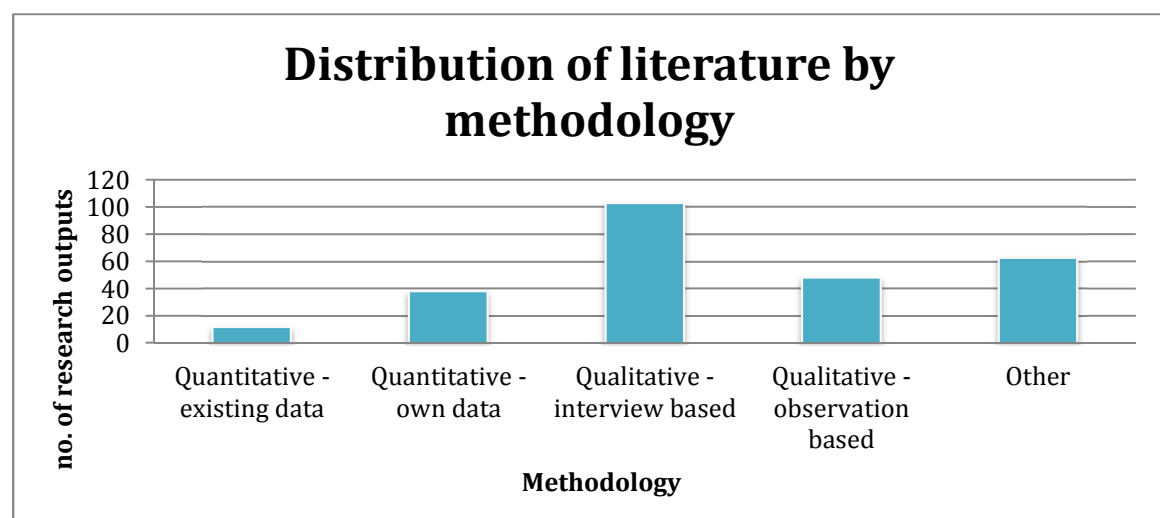 Distribution of literature by
methodology
no. of research outputs
120
100
80
60
40
20
0
Quantitative -
existing data
Quantitative -
own data
Qualitative -
interview based
Qualitative -
observation
based
Other
Methodology